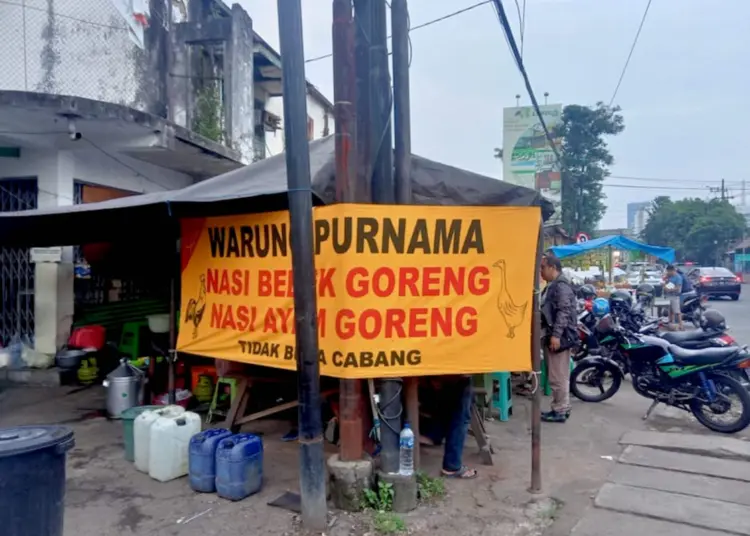 WARUNG PURNAMA
NASI BEBEK GORENG
NASI AYAM GORENG
TIDAK BUKA CABANG